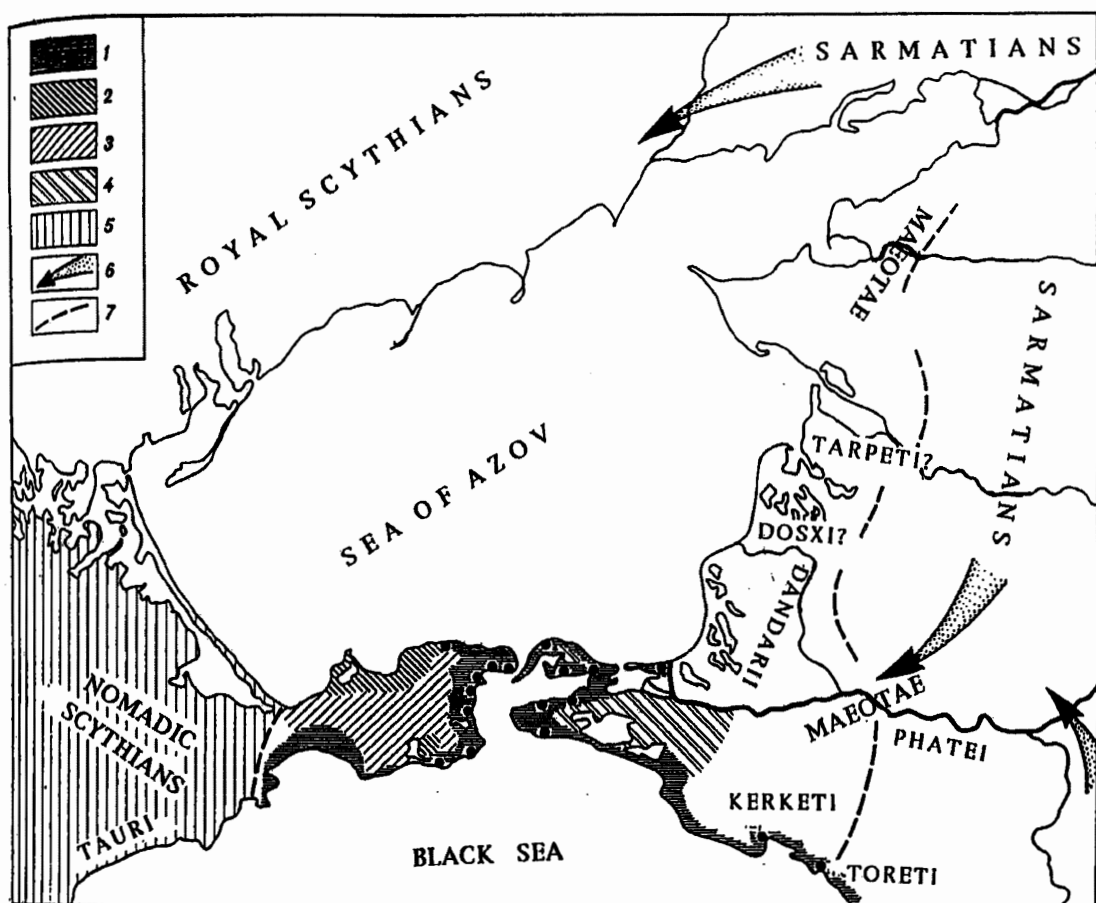 1
2
3
4
5
6
7
SARMATIANS
ROYAL SCYTHIANS
MAEOTAE
SARMATIANS
SEA OF AZOV
TARPETI?
DOSXI?
DANDARII
NOMADIC
SCYTHIANS
TAURI
MAEOTAE
PHATEI
KERKETI
TORETI
BLACK SEA